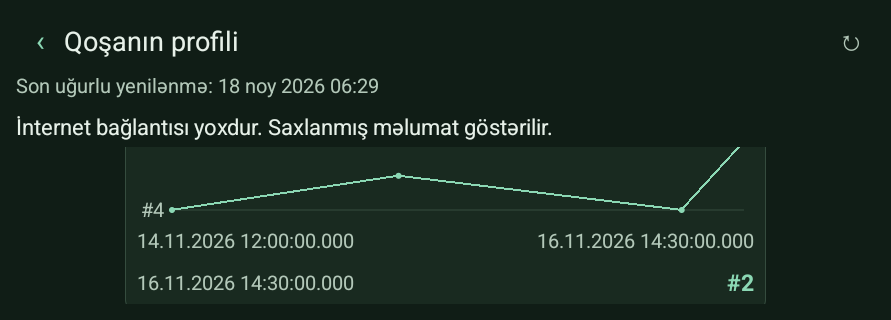 ‹ Qoşanın profili ↻
Son uğurlu yenilənmə: 18 noy 2026 06:29
İnternet bağlantısı yoxdur. Saxlanmış məlumat göstərilir.
#4
14.11.2026 12:00:00.000 16.11.2026 14:30:00.000
16.11.2026 14:30:00.000 #2